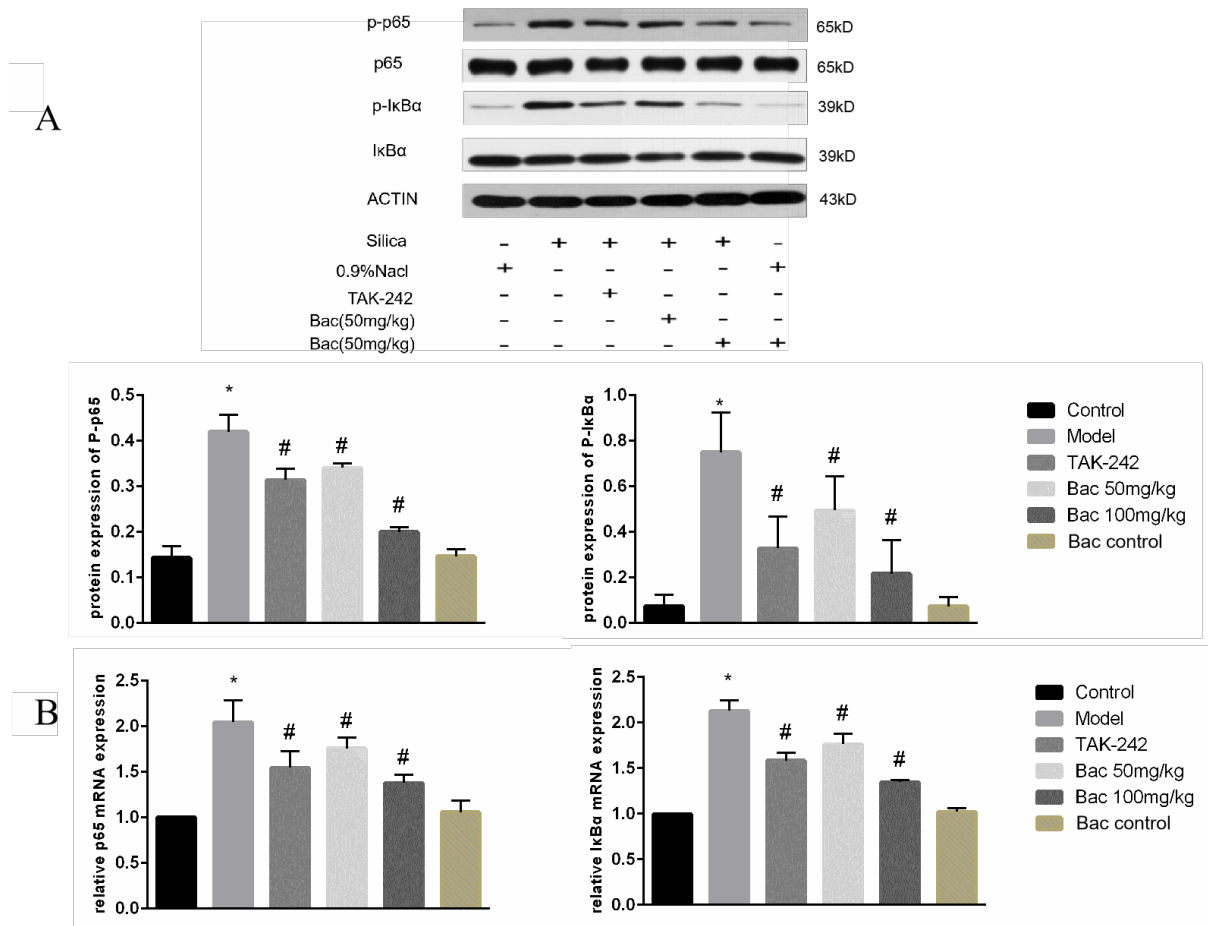 p-p65 65kD
p65 65kD
A
p-IκBα 39kD
IκBα 39kD
ACTIN 43kD
Silica – + + + + –
0.9%Nacl + – – – – +
TAK-242 – – + – – –
Bac(50mg/kg) – – – + – –
Bac(50mg/kg) – – – – + +
protein expression of P-p65
0.5
0.4
0.3
0.2
0.1
0.0
* # # #
protein expression of P-IκBα
1.0
0.8
0.6
0.4
0.2
0.0
* # # #
Control
Model
TAK-242
Bac 50mg/kg
Bac 100mg/kg
Bac control
B
relative p65 mRNA expression
2.5
2.0
1.5
1.0
0.5
0.0
* # # #
relative IκBα mRNA expression
2.5
2.0
1.5
1.0
0.5
0.0
* # # #
Control
Model
TAK-242
Bac 50mg/kg
Bac 100mg/kg
Bac control